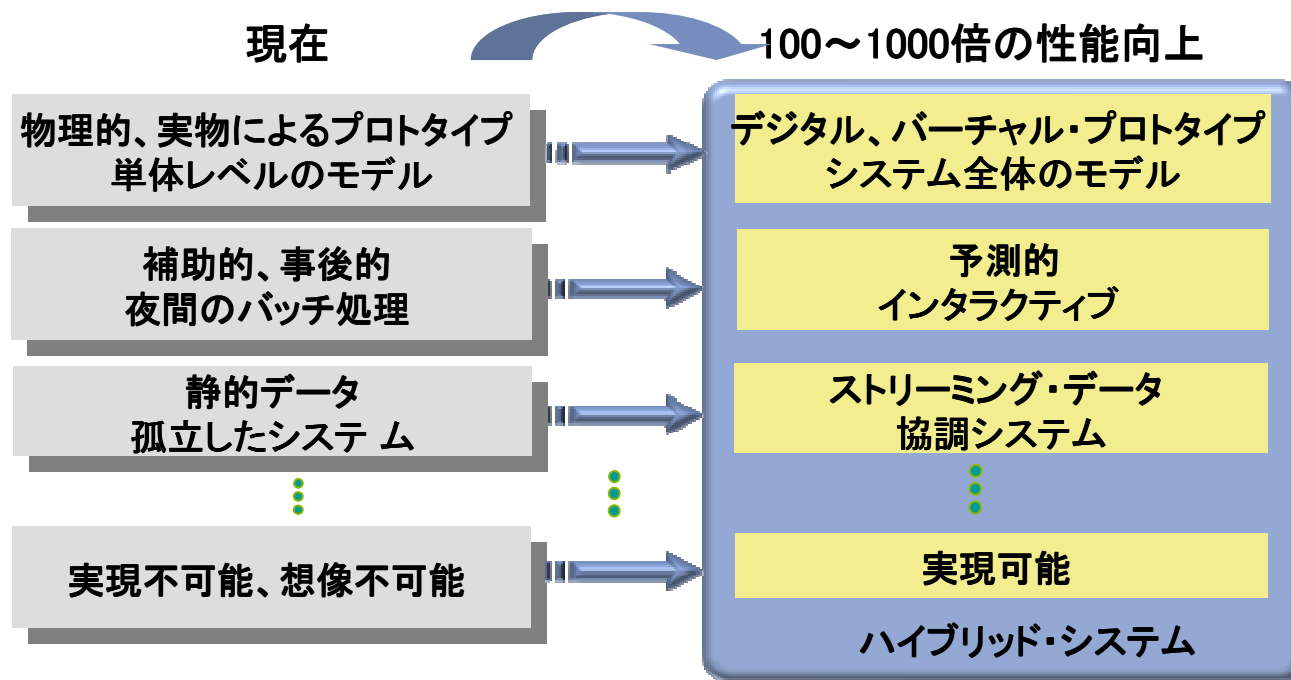 現在
100～1000倍の性能向上
物理的、実物によるプロトタイプ
単体レベルのモデル
デジタル、バーチャル・プロトタイプ
システム全体のモデル
補助的、事後的
夜間のバッチ処理
予測的
インタラクティブ
静的データ
孤立したシステ ム
ストリーミング・データ
協調システム
実現不可能、想像不可能
実現可能
ハイブリッド・システム